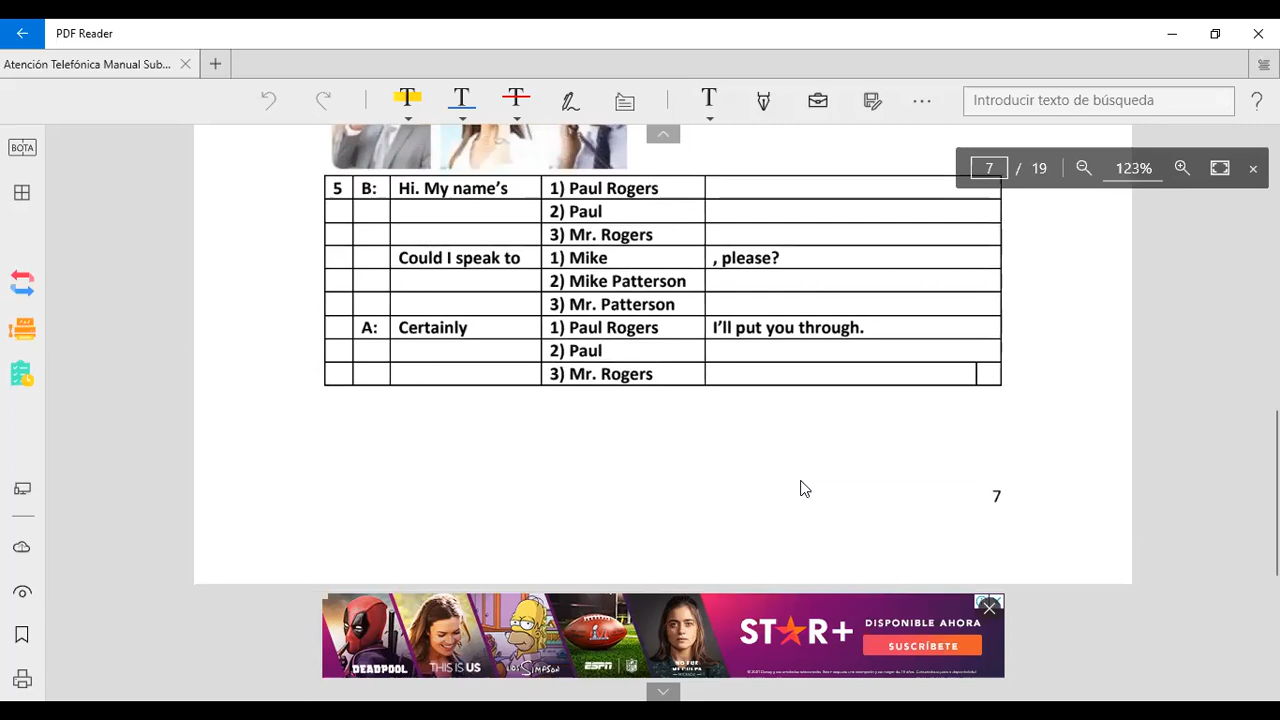 PDF Reader
Atención Telefónica Manual Sub...
T T T T ... Introducir texto de búsqueda ?
BOTA
7 / 19 123%
5 B: Hi. My name’s 1) Paul Rogers
2) Paul
3) Mr. Rogers
Could I speak to 1) Mike , please?
2) Mike Patterson
3) Mr. Patterson
A: Certainly 1) Paul Rogers I’ll put you through.
2) Paul
3) Mr. Rogers
7
DEADPOOL THIS IS US LOS SIMPSON ESPN NFL STAR+ DISPONIBLE AHORA
SUSCRÍBETE